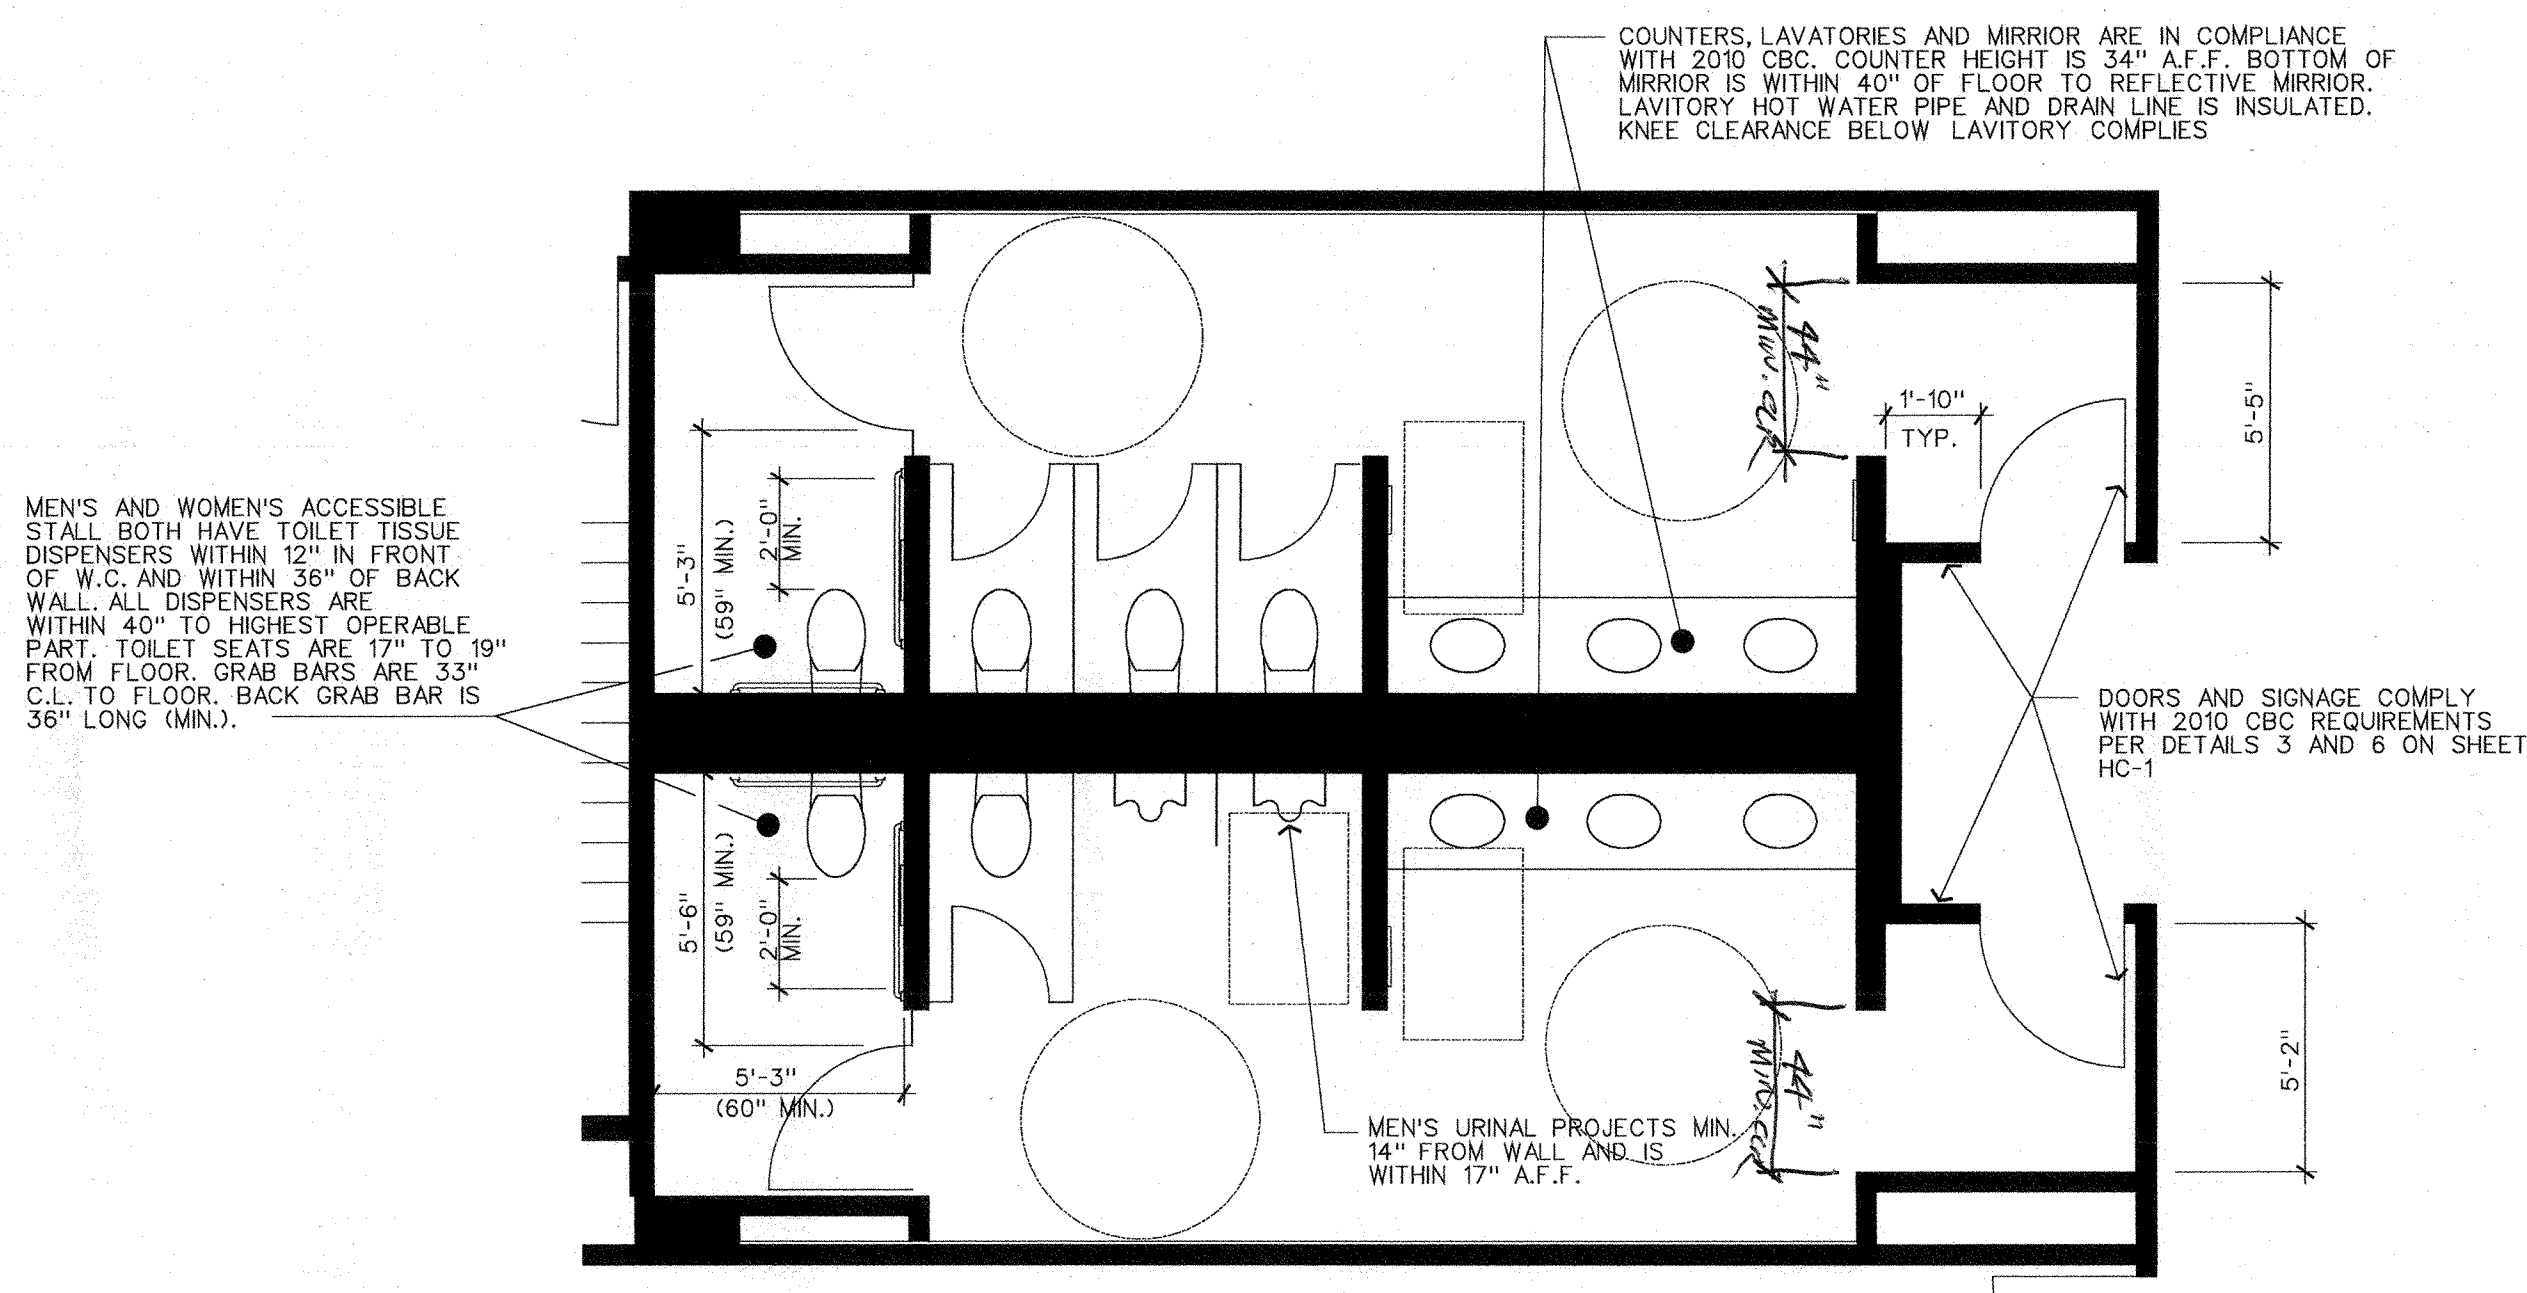 COUNTERS, LAVATORIES AND MIRRIOR ARE IN COMPLIANCE
WITH 2010 CBC. COUNTER HEIGHT IS 34" A.F.F. BOTTOM OF
MIRRIOR IS WITHIN 40" OF FLOOR TO REFLECTIVE MIRRIOR.
LAVITORY HOT WATER PIPE AND DRAIN LINE IS INSULATED.
KNEE CLEARANCE BELOW LAVITORY COMPLIES
44"
MIN. CLR
1'-10"
TYP.
5'-5"
MEN'S AND WOMEN'S ACCESSIBLE
STALL BOTH HAVE TOILET TISSUE
DISPENSERS WITHIN 12" IN FRONT
OF W.C. AND WITHIN 36" OF BACK
WALL. ALL DISPENSERS ARE
WITHIN 40" TO HIGHEST OPERABLE
PART. TOILET SEATS ARE 17" TO 19"
FROM FLOOR. GRAB BARS ARE 33"
C.L. TO FLOOR. BACK GRAB BAR IS
36" LONG (MIN.).
5'-3"
(59" MIN.)
2'-0"
MIN.
DOORS AND SIGNAGE COMPLY
WITH 2010 CBC REQUIREMENTS
PER DETAILS 3 AND 6 ON SHEET
HC-1
5'-6"
(59" MIN.)
2'-0"
MIN.
5'-3"
(60" MIN.)
MEN'S URINAL PROJECTS MIN.
14" FROM WALL AND IS
WITHIN 17" A.F.F.
44"
MIN. CLR
5'-2"